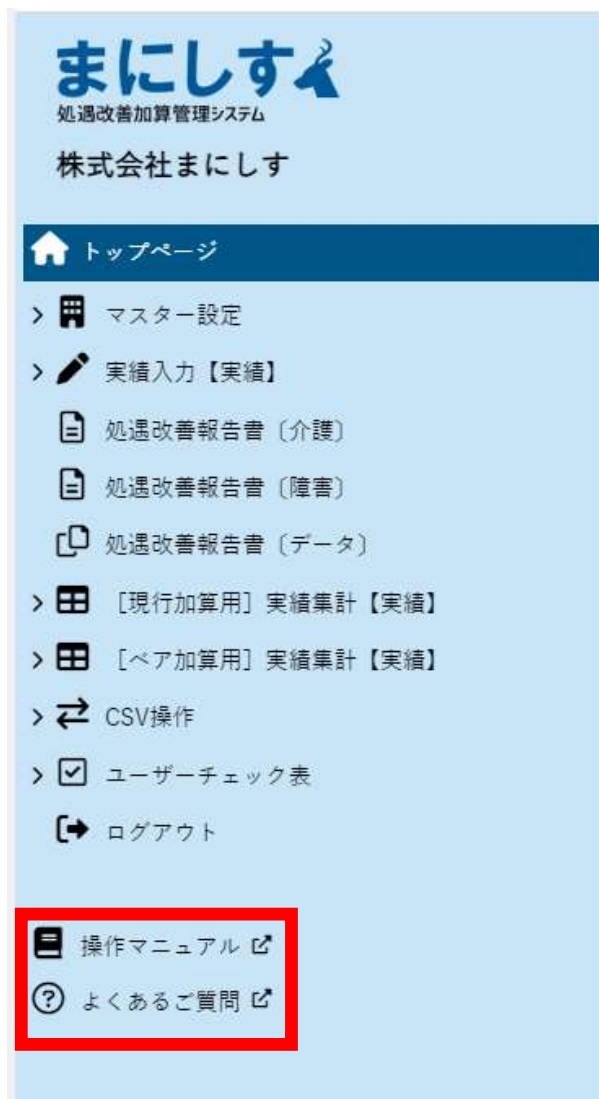 まにしす
処遇改善加算管理システム
株式会社まにしす
トップページ
マスター設定
実績入力【実績】
処遇改善報告書〔介護〕
処遇改善報告書〔障害〕
処遇改善報告書〔データ〕
［現行加算用］実績集計【実績】
［ベア加算用］実績集計【実績】
CSV操作
ユーザーチェック表
ログアウト
操作マニュアル
よくあるご質問